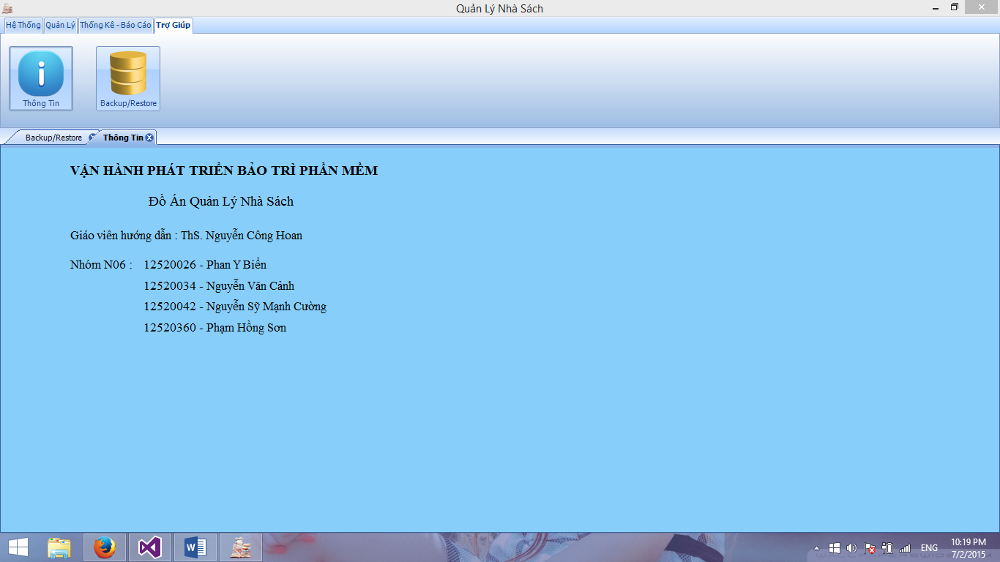 Quản Lý Nhà Sách
Hệ Thống Quản Lý Thống Kê - Báo Cáo Trợ Giúp
Thông Tin Backup/Restore
Backup/Restore Thông Tin
VẬN HÀNH PHÁT TRIỂN BẢO TRÌ PHẦN MỀM
Đồ Án Quản Lý Nhà Sách
Giáo viên hướng dẫn : ThS. Nguyễn Công Hoan
Nhóm N06 : 12520026 - Phan Y Biển
12520034 - Nguyễn Văn Cảnh
12520042 - Nguyễn Sỹ Mạnh Cường
12520360 - Phạm Hồng Sơn
ENG
10:19 PM
7/2/2015